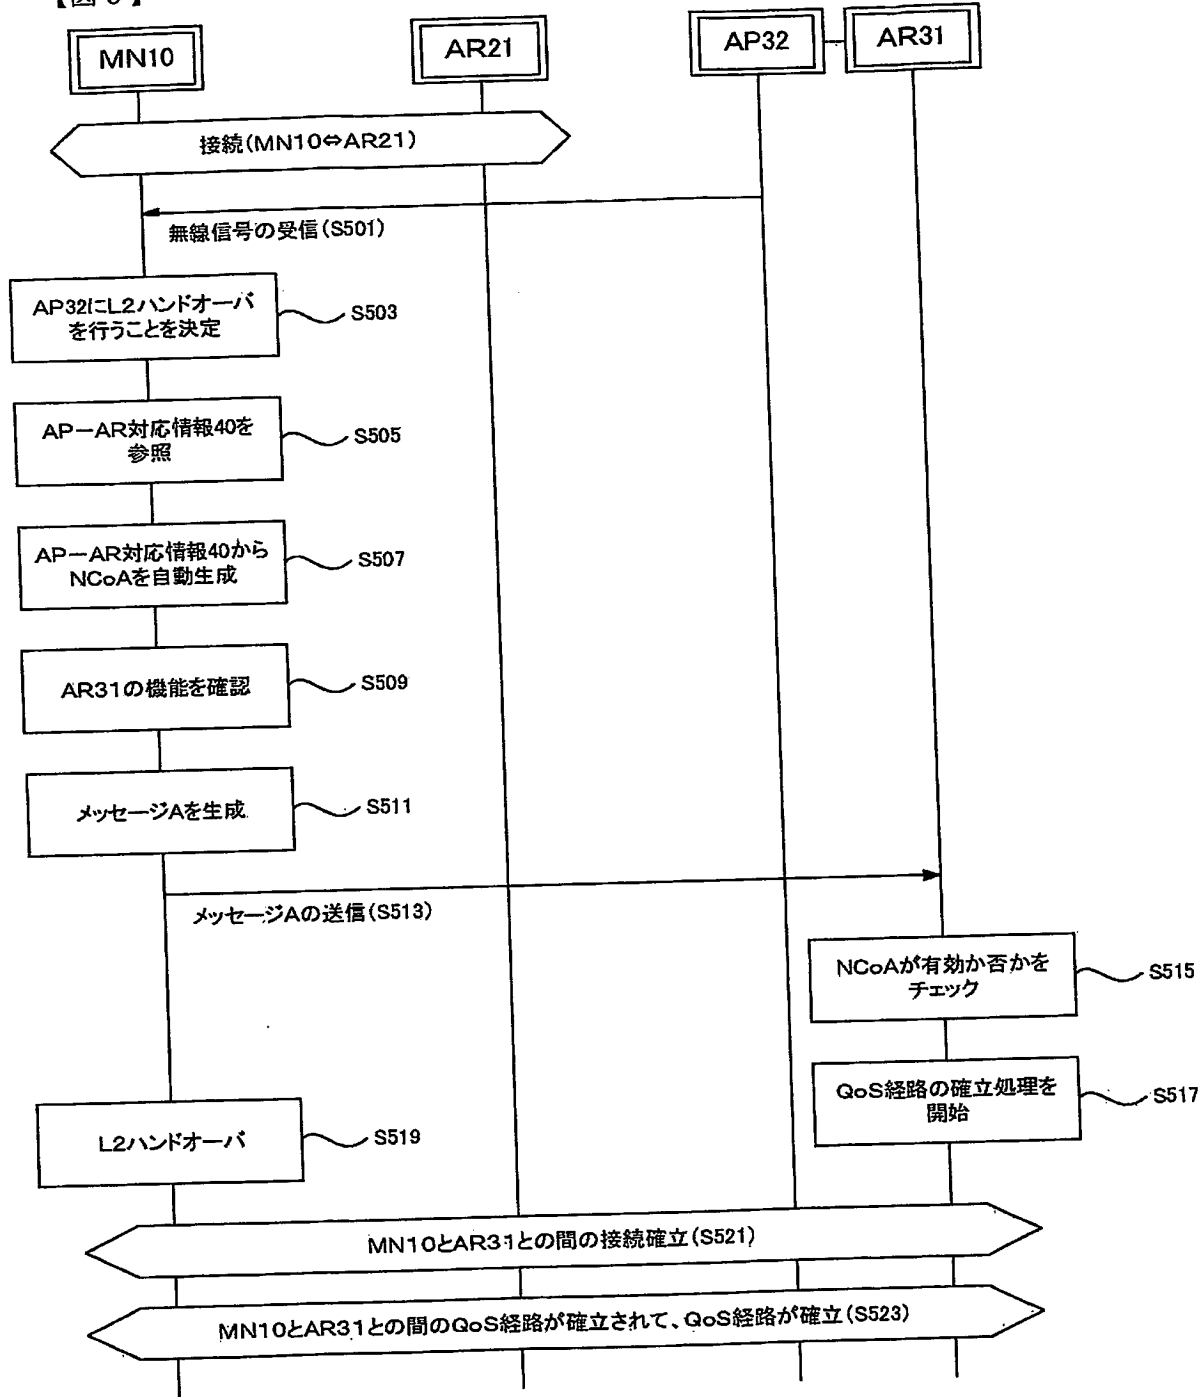 MN10
AR21
AP32
AR31
接続(MN10⇔AR21)
無線信号の受信(S501)
AP32にL2ハンドオーバ
を行うことを決定
S503
AP−AR対応情報40を
参照
S505
AP−AR対応情報40から
NCoAを自動生成
S507
AR31の機能を確認
S509
メッセージAを生成
S511
メッセージAの送信(S513)
NCoAが有効か否かを
チェック
S515
QoS経路の確立処理を
開始
S517
L2ハンドオーバ
S519
MN10とAR31との間の接続確立(S521)
MN10とAR31との間のQoS経路が確立されて、QoS経路が確立(S523)